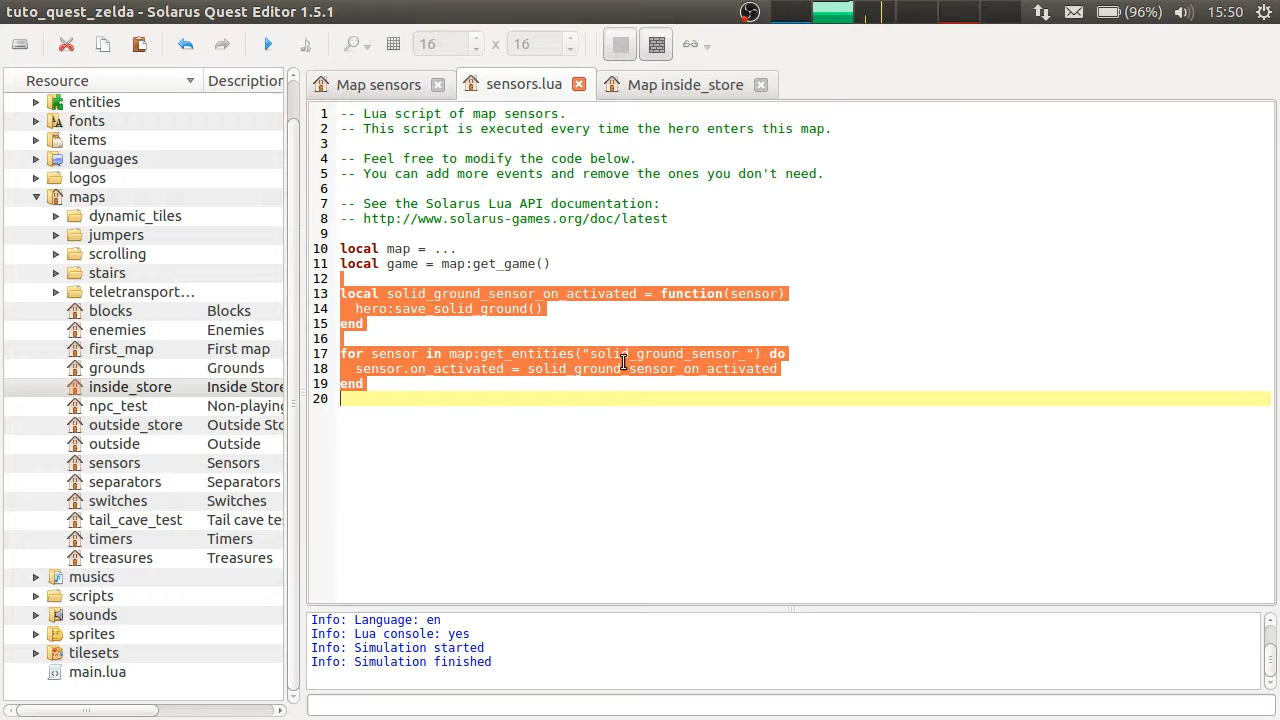 tuto_quest_zelda - Solarus Quest Editor 1.5.1
(96%)
15:50
16 x 16
Resource
Descriptio
entities
fonts
items
languages
logos
maps
dynamic_tiles
jumpers
scrolling
stairs
teletransport…
blocks Blocks
enemies Enemies
first_map First map
grounds Grounds
inside_store Inside Store
npc_test Non-playing
outside_store Outside Sto
outside Outside
sensors Sensors
separators Separators
switches Switches
tail_cave_test Tail cave tes
timers Timers
treasures Treasures
musics
scripts
sounds
sprites
tilesets
main.lua
Map sensors
sensors.lua
Map inside_store
1 -- Lua script of map sensors.
2 -- This script is executed every time the hero enters this map.
3
4 -- Feel free to modify the code below.
5 -- You can add more events and remove the ones you don't need.
6
7 -- See the Solarus Lua API documentation:
8 -- http://www.solarus-games.org/doc/latest
9
10 local map = ...
11 local game = map:get_game()
12
13 local solid_ground_sensor_on_activated = function(sensor)
14 hero:save_solid_ground()
15 end
16
17 for sensor in map:get_entities("solid_ground_sensor_") do
18 sensor.on_activated = solid_ground_sensor_on_activated
19 end
20
Info: Language: en
Info: Lua console: yes
Info: Simulation started
Info: Simulation finished